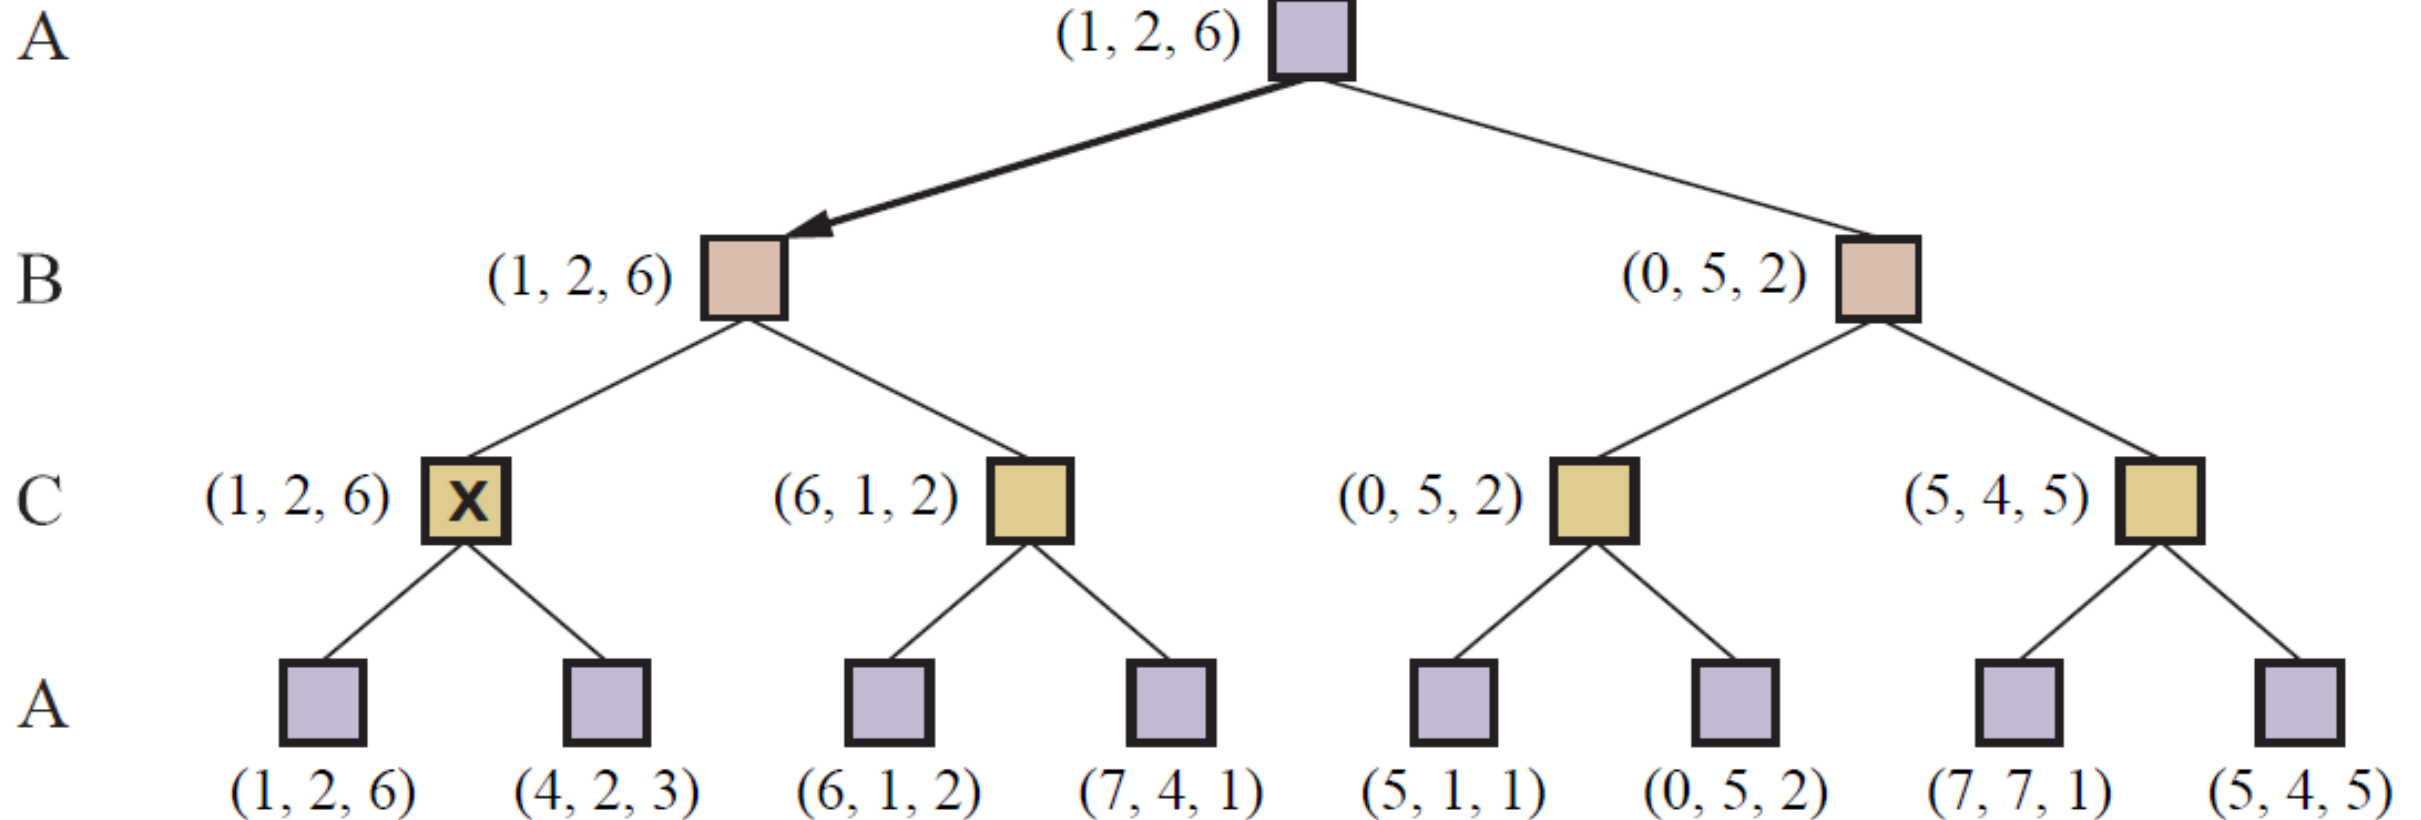 A (1, 2, 6)
B (1, 2, 6) (0, 5, 2)
C (1, 2, 6) X (6, 1, 2) (0, 5, 2) (5, 4, 5)
A
(1, 2, 6) (4, 2, 3) (6, 1, 2) (7, 4, 1) (5, 1, 1) (0, 5, 2) (7, 7, 1) (5, 4, 5)